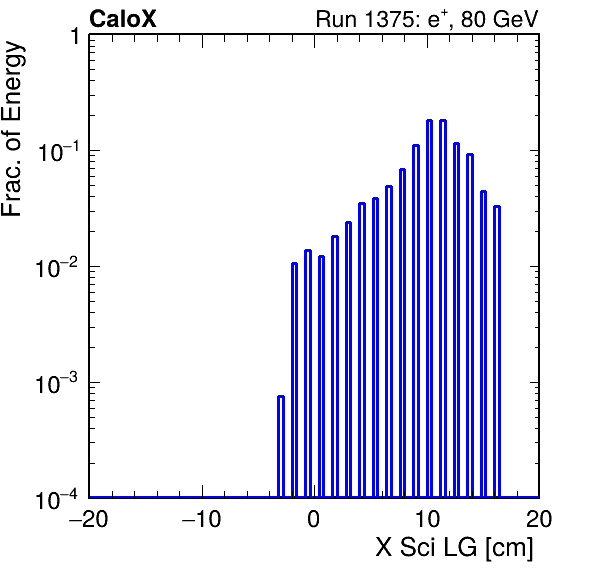 CaloX
Run 1375: e⁺, 80 GeV
Frac. of Energy
1
10⁻¹
10⁻²
10⁻³
10⁻⁴
−20
−10
0
10
20
X Sci LG [cm]